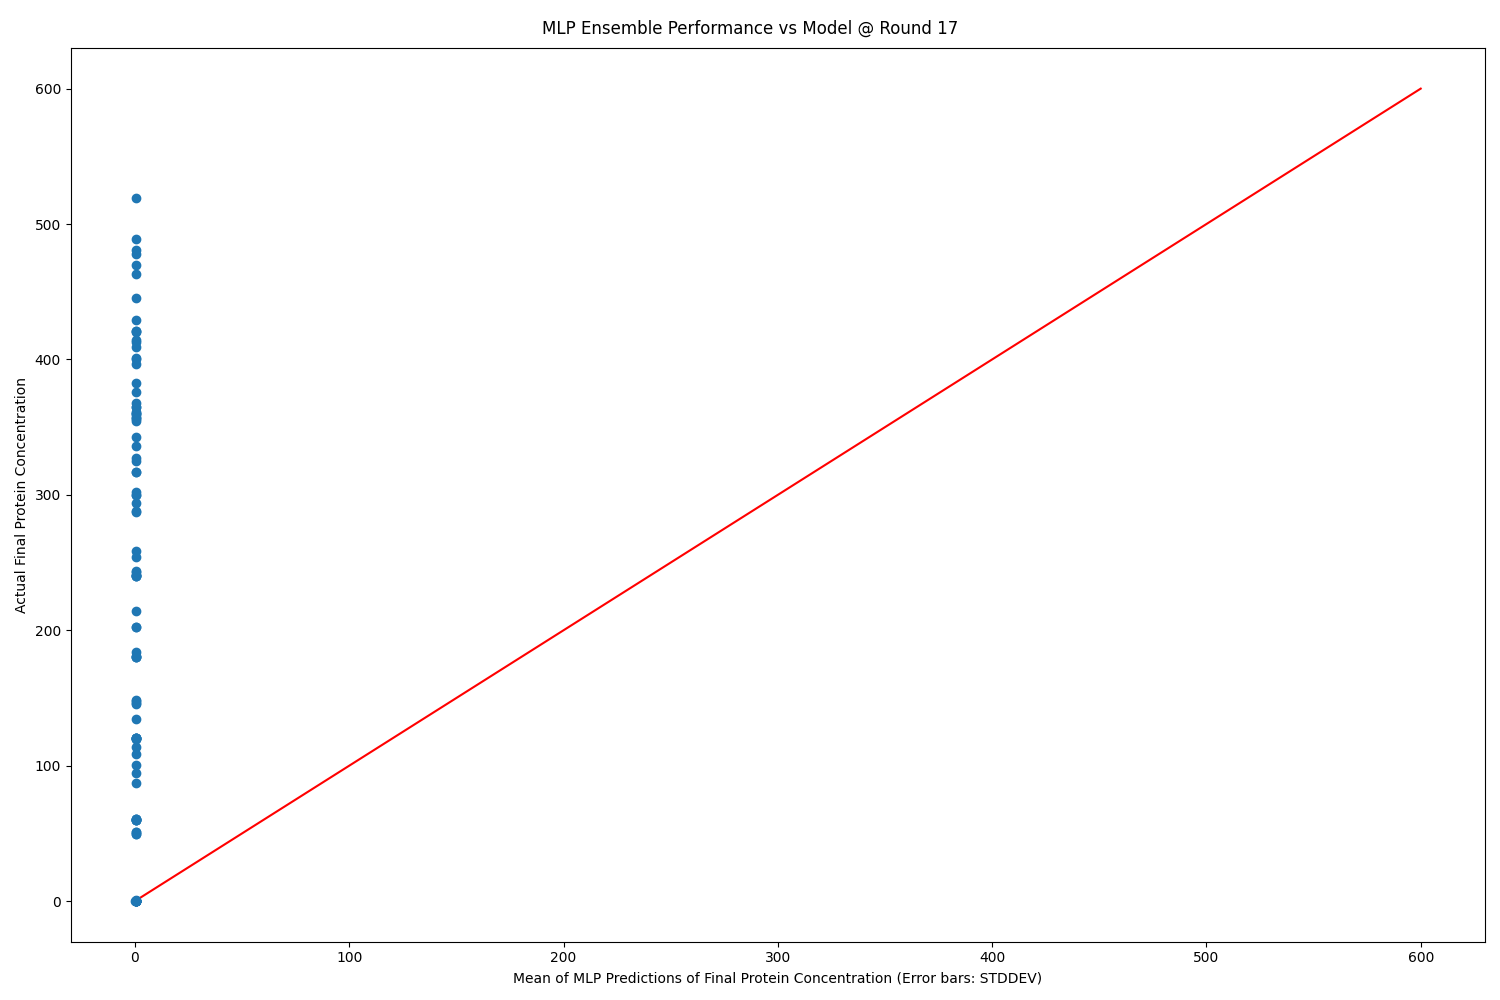 MLP Ensemble Performance vs Model @ Round 17
600
500
400
300
200
100
0
Actual Final Protein Concentration
0 100 200 300 400 500 600
Mean of MLP Predictions of Final Protein Concentration (Error bars: STDDEV)